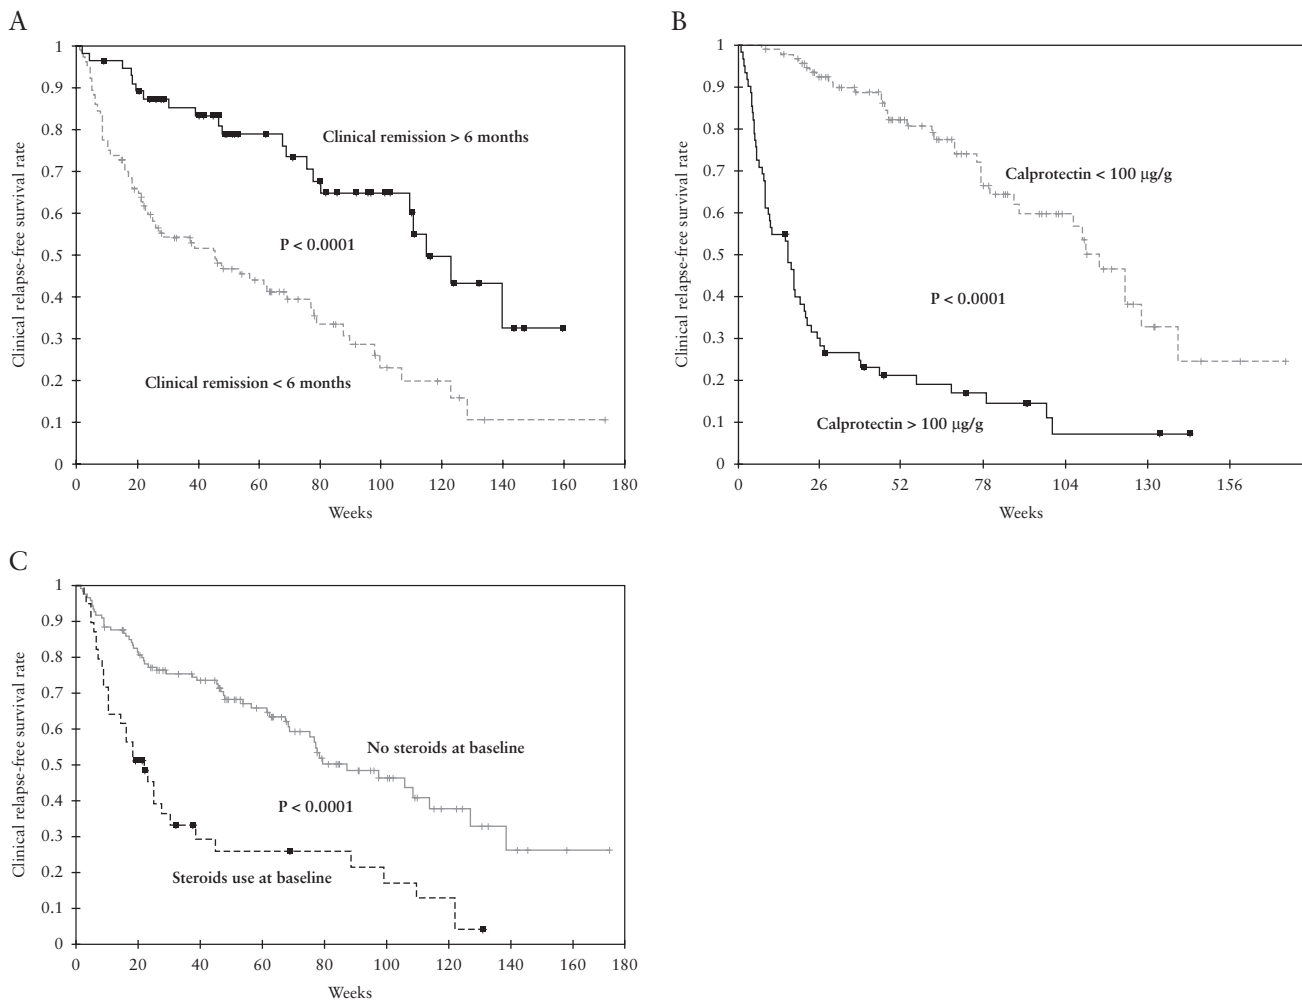 A
Clinical relapse-free survival rate
1
0.9
0.8
0.7
0.6
0.5
0.4
0.3
0.2
0.1
0
Clinical remission > 6 months
P < 0.0001
Clinical remission < 6 months
0 20 40 60 80 100 120 140 160 180
Weeks
B
Clinical relapse-free survival rate
1
0.9
0.8
0.7
0.6
0.5
0.4
0.3
0.2
0.1
0
Calprotectin < 100 µg/g
P < 0.0001
Calprotectin > 100 µg/g
0 26 52 78 104 130 156
Weeks
C
Clinical relapse-free survival rate
1
0.9
0.8
0.7
0.6
0.5
0.4
0.3
0.2
0.1
0
No steroids at baseline
P < 0.0001
Steroids use at baseline
0 20 40 60 80 100 120 140 160 180
Weeks